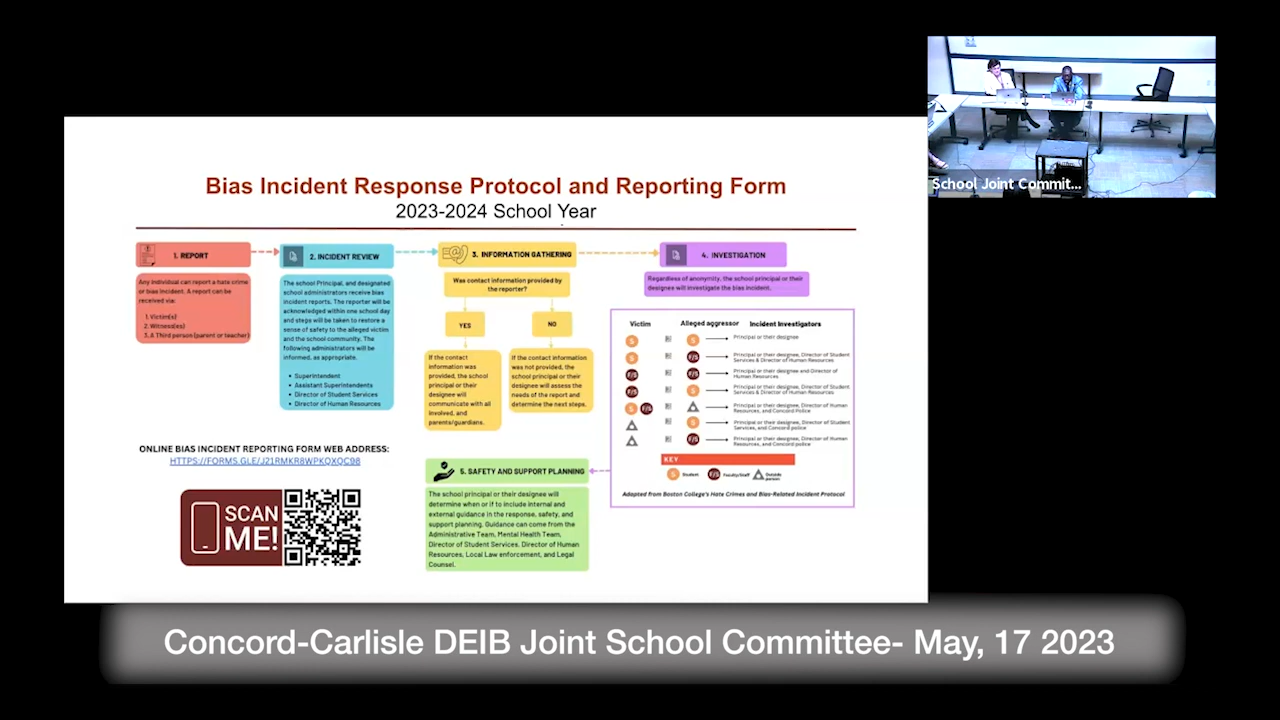 School Joint Commit...
Bias Incident Response Protocol and Reporting Form
2023-2024 School Year
1. REPORT
Any individual can report a hate crime
or bias incident. A report can be
received via:
1. Victim(s)
2. Witness(es)
3. A Third person (parent or teacher)
2. INCIDENT REVIEW
The school Principal, and designated
school administrators receive bias
incident reports. The reporter will be
acknowledged within one school day
and steps will be taken to restore a
sense of safety to the alleged victim
and the school community. The
following administrators will be
informed, as appropriate.
• Superintendent
• Assistant Superintendents
• Director of Student Services
• Director of Human Resources
3. INFORMATION GATHERING
Was contact information provided by
the reporter?
YES
NO
If the contact
information was
provided, the school
principal or their
designee will
communicate with all
involved, and
parents/guardians.
If the contact information
was not provided, the
school principal or their
designee will assess the
needs of the report and
determine the next steps.
4. INVESTIGATION
Regardless of anonymity, the school principal or their
designee will investigate the bias incident.
Victim Alleged aggressor Incident Investigators
S S Principal or their designee
S F/S Principal or their designee, Director of Student
Services & Director of Human Resources
F/S F/S Principal or their designee and Director of
Human Resources
F/S S Principal or their designee, Director of Student
Services & Director of Human Resources
S F/S Principal or their designee, Director of Human
Resources, and Concord Police
S Principal or their designee, Director of Student
Services, and Concord police
F/S Principal or their designee, Director of Human
Resources, and Concord police
KEY
S Student F/S Faculty/Staff Outside
person
Adapted from Boston College's Hate Crimes and Bias-Related Incident Protocol
5. SAFETY AND SUPPORT PLANNING
The school principal or their designee will
determine when or if to include internal and
external guidance in the response, safety, and
support planning. Guidance can come from the
Administrative Team, Mental Health Team,
Director of Student Services, Director of Human
Resources, Local Law enforcement, and Legal
Counsel.
ONLINE BIAS INCIDENT REPORTING FORM WEB ADDRESS:
HTTPS://FORMS.GLE/J21RMKR8WPKQXQC98
SCAN
ME!
Concord-Carlisle DEIB Joint School Committee- May, 17 2023